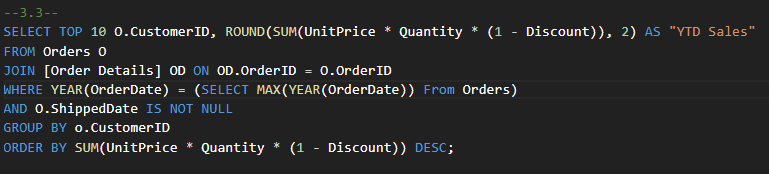 --3.3--
SELECT TOP 10 O.CustomerID, ROUND(SUM(UnitPrice * Quantity * (1 - Discount)), 2) AS "YTD Sales"
FROM Orders O
JOIN [Order Details] OD ON OD.OrderID = O.OrderID
WHERE YEAR(OrderDate) = (SELECT MAX(YEAR(OrderDate)) From Orders)
AND O.ShippedDate IS NOT NULL
GROUP BY o.CustomerID
ORDER BY SUM(UnitPrice * Quantity * (1 - Discount)) DESC;